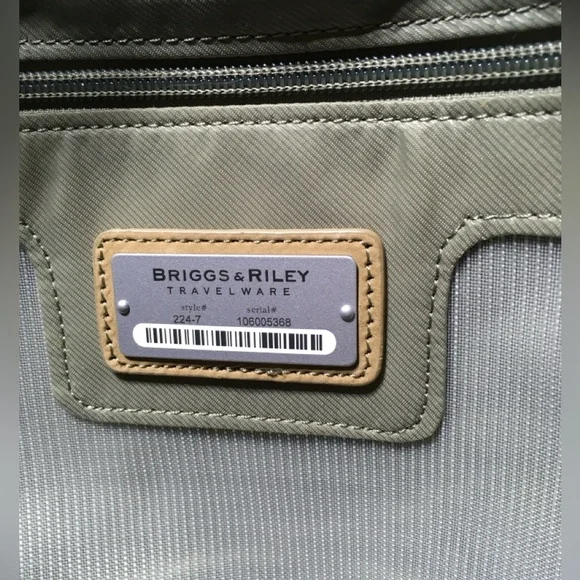 BRIGGS & RILEY
TRAVELWARE
style# serial#
224-7 106005368